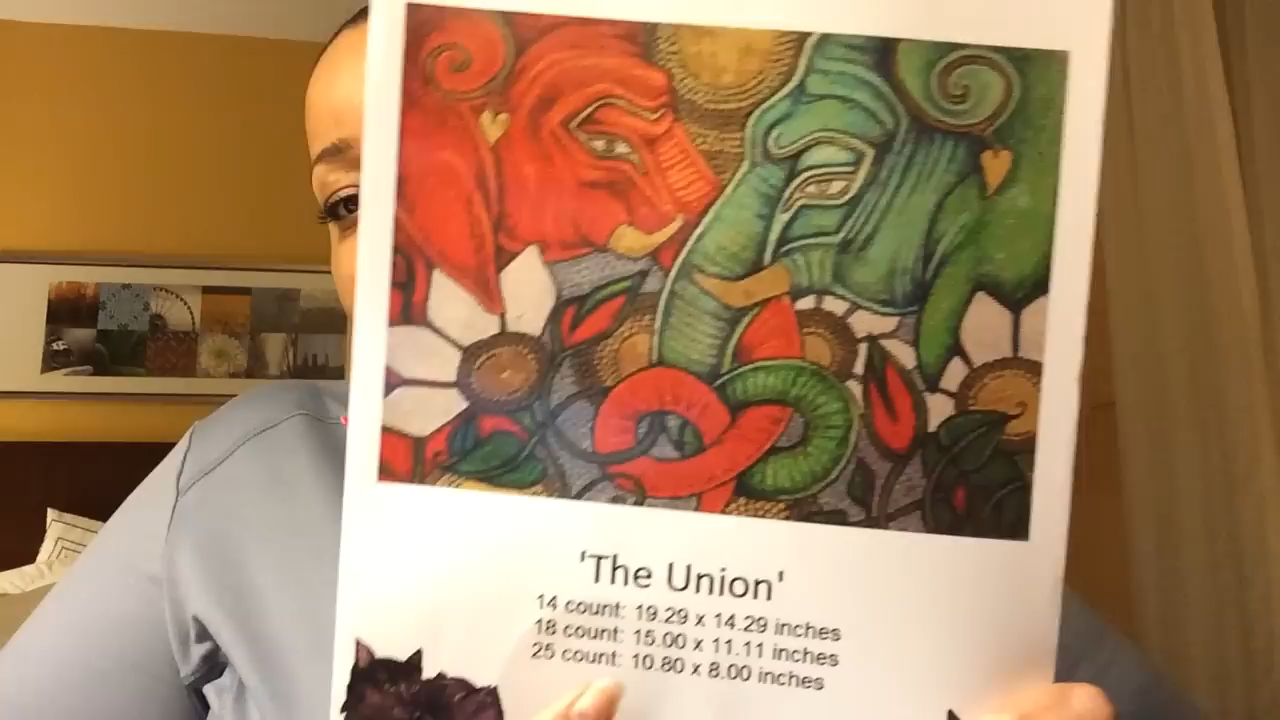 'The Union'
14 count: 19.29 x 14.29 inches
18 count: 15.00 x 11.11 inches
25 count: 10.80 x 8.00 inches